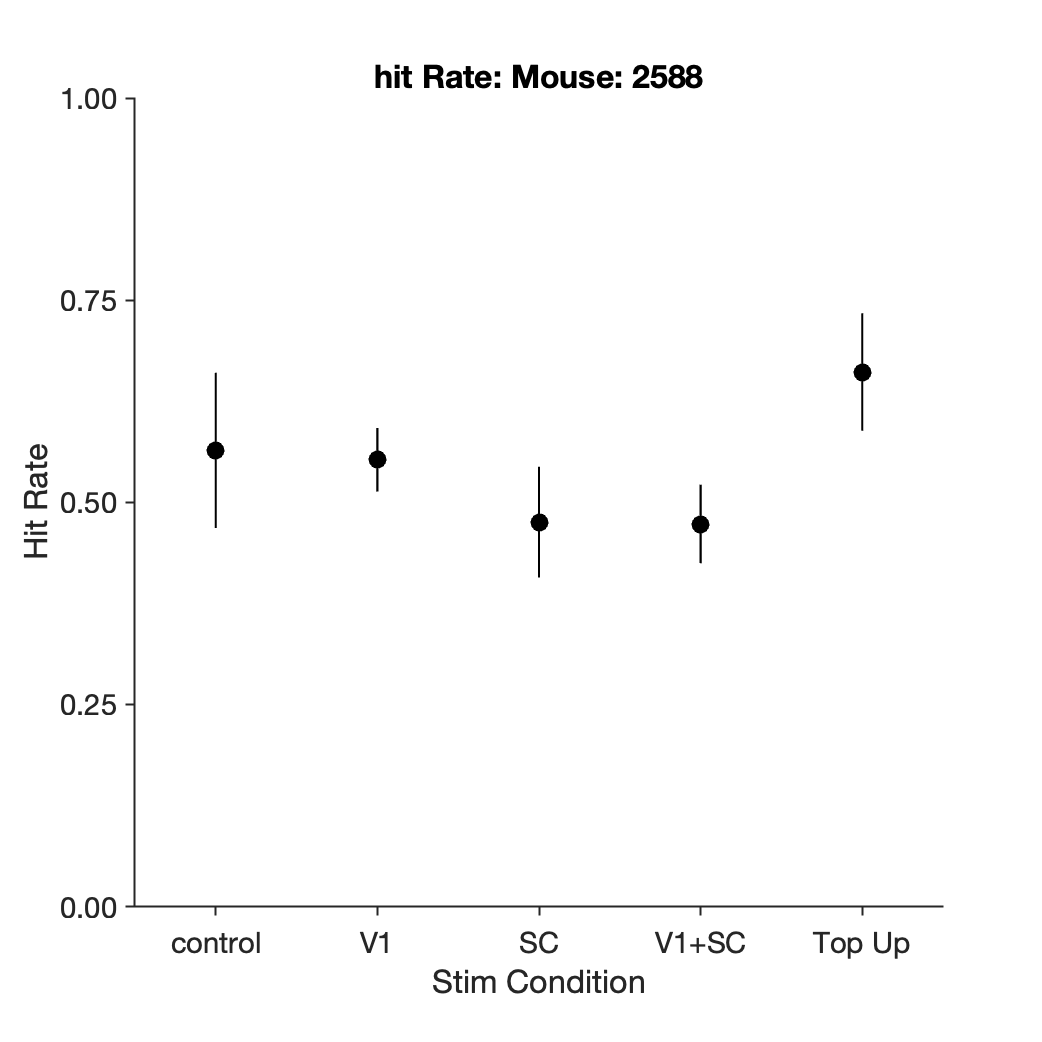 hit Rate: Mouse: 2588
1.00
0.75
0.50
0.25
0.00
Hit Rate
control V1 SC V1+SC Top Up
Stim Condition